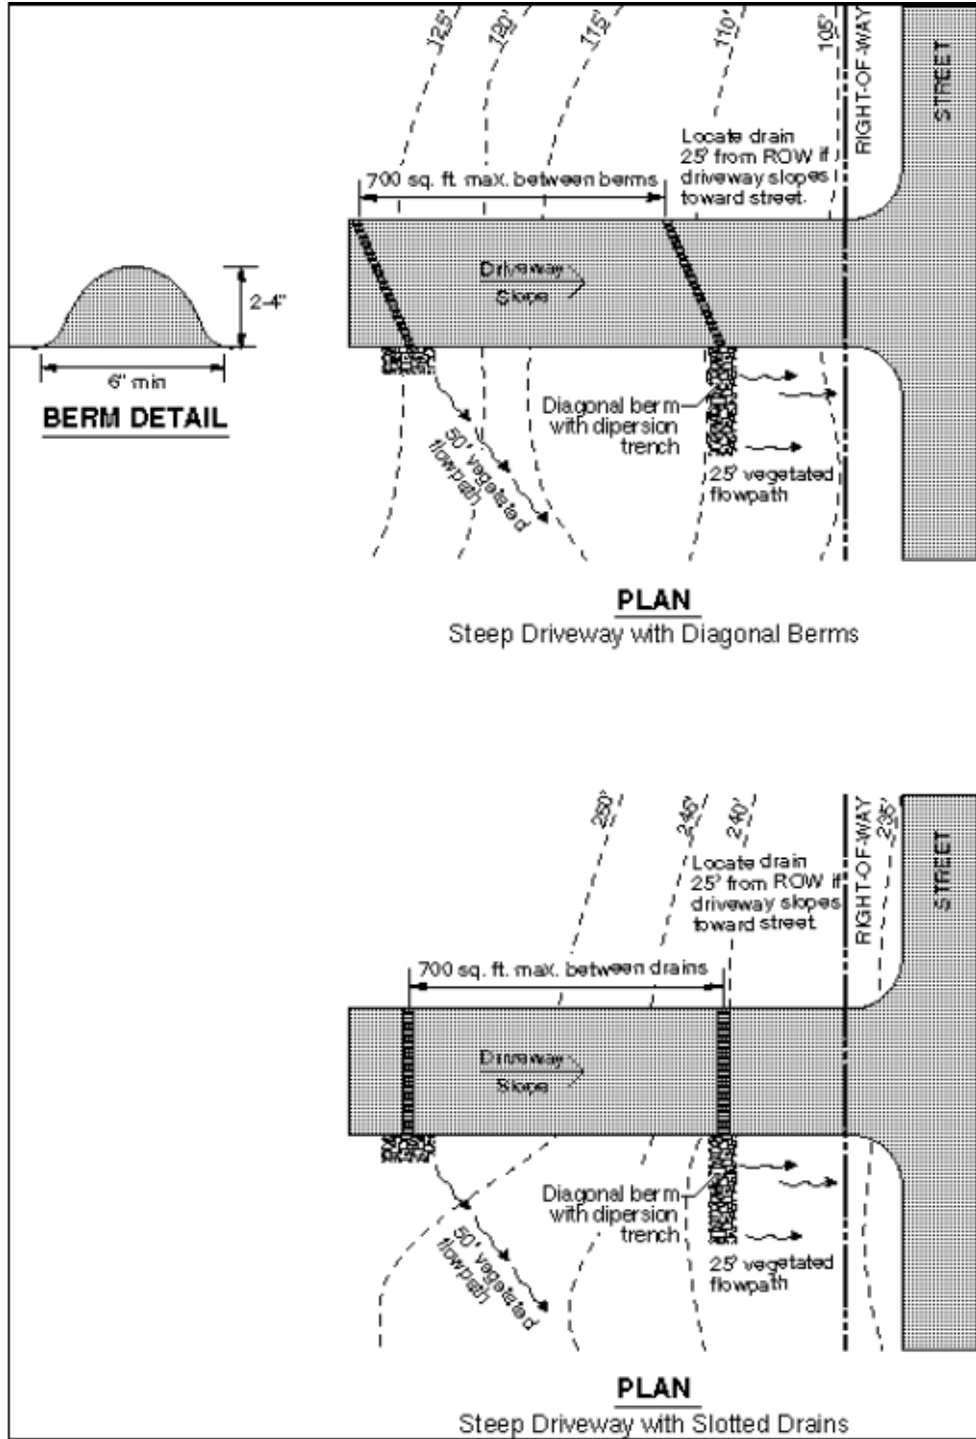 125'
120'
115'
110'
105'
RIGHT-OF-WAY
STREET
Locate drain
25' from ROW if
driveway slopes
toward street.
700 sq. ft. max. between berms
Driveway
Slope
2-4"
6" min
BERM DETAIL
Diagonal berm
with dipersion
trench
50' vegetated
flowpath
25' vegetated
flowpath
PLAN
Steep Driveway with Diagonal Berms
250'
245'
240'
235'
RIGHT-OF-WAY
STREET
Locate drain
25' from ROW if
driveway slopes
toward street.
700 sq. ft. max. between drains
Driveway
Slope
Diagonal berm
with dipersion
trench
50' vegetated
flowpath
25' vegetated
flowpath
PLAN
Steep Driveway with Slotted Drains